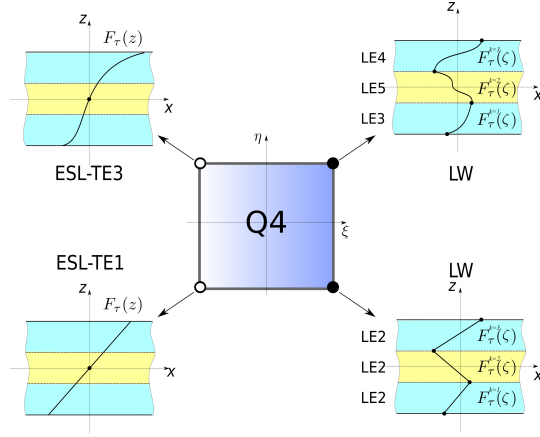 z
F_τ(z)
x
ESL-TE3
z
LE4
F_τ^{k=3}(ζ)
LE5
F_τ^{k=2}(ζ)
LE3
F_τ^{k=1}(ζ)
x
LW
η
Q4
ξ
ESL-TE1
z
F_τ(z)
x
LW
z
LE2
F_τ^{k=3}(ζ)
LE2
F_τ^{k=2}(ζ)
LE2
F_τ^{k=1}(ζ)
x